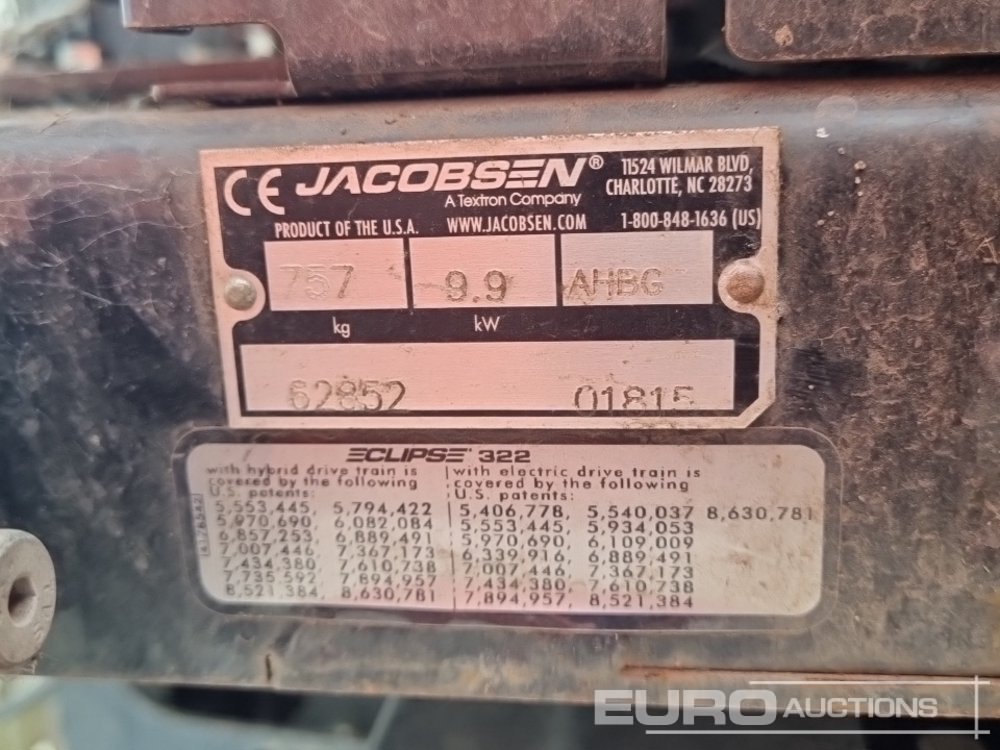 CE JACOBSEN®
A Textron Company
11524 WILMAR BLVD,
CHARLOTTE, NC 28273
PRODUCT OF THE U.S.A. WWW.JACOBSEN.COM 1-800-848-1636 (US)
757 9.9 AHBG
kg kW
62852 01815
ECLIPSE 322
with hybrid drive train is
covered by the following
U.S. patents:
5,553,445, 5,794,422
5,970,690, 6,082,084
6,857,253, 6,889,491
7,007,446, 7,367,173
7,434,380, 7,610,738
7,735,592, 7,894,957
8,521,384, 8,630,781
with electric drive train is
covered by the following
U.S. patents:
5,406,778, 5,540,037 8,630,781
5,553,445, 5,934,053
5,970,690, 6,109,009
6,339,916, 6,889,491
7,007,446, 7,367,173
7,434,380, 7,610,738
7,894,957, 8,521,384
EURO AUCTIONS